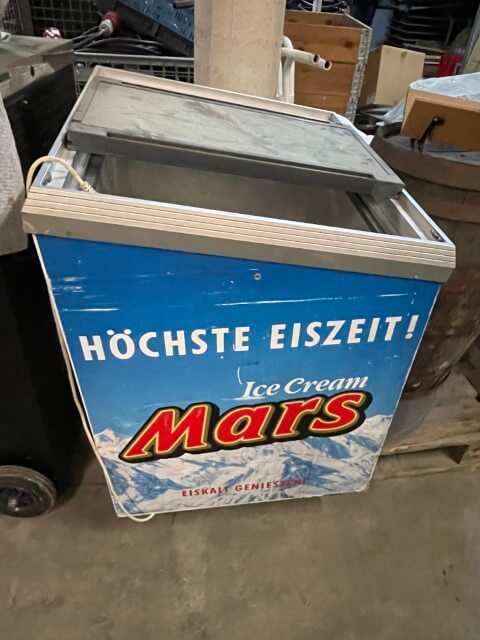 HÖCHSTE EISZEIT!
Ice Cream
Mars
EISKALT GENIESSEN!